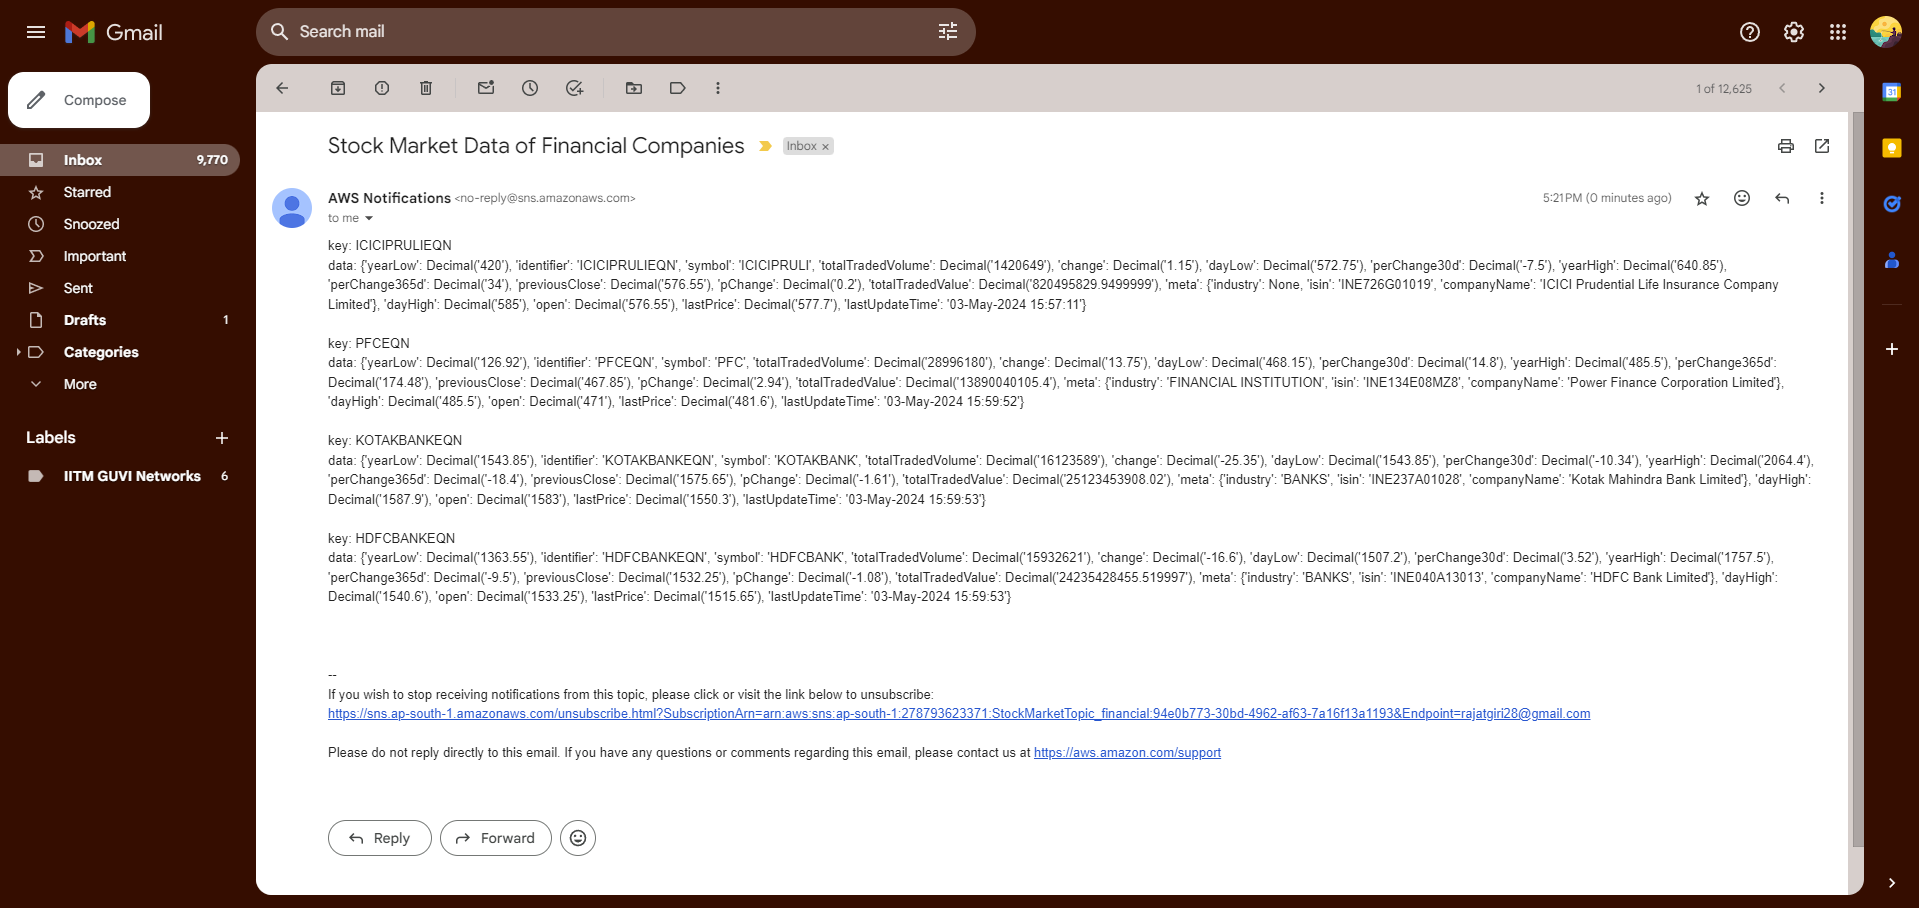 Gmail
Search mail
Compose
1 of 12,625
Inbox 9,770
Starred
Snoozed
Important
Sent
Drafts 1
Categories
More
Labels
IITM GUVI Networks 6
Stock Market Data of Financial Companies Inbox x
AWS Notifications <no-reply@sns.amazonaws.com> 5:21 PM (0 minutes ago)
to me
key: ICICIPRULIEQN
data: {'yearLow': Decimal('420'), 'identifier': 'ICICIPRULIEQN', 'symbol': 'ICICIPRULI', 'totalTradedVolume': Decimal('1420649'), 'change': Decimal('1.15'), 'dayLow': Decimal('572.75'), 'perChange30d': Decimal('-7.5'), 'yearHigh': Decimal('640.85'),
'perChange365d': Decimal('34'), 'previousClose': Decimal('576.55'), 'pChange': Decimal('0.2'), 'totalTradedValue': Decimal('820495829.9499999'), 'meta': {'industry': None, 'isin': 'INE726G01019', 'companyName': 'ICICI Prudential Life Insurance Company
Limited'}, 'dayHigh': Decimal('585'), 'open': Decimal('576.55'), 'lastPrice': Decimal('577.7'), 'lastUpdateTime': '03-May-2024 15:57:11'}
key: PFCEQN
data: {'yearLow': Decimal('126.92'), 'identifier': 'PFCEQN', 'symbol': 'PFC', 'totalTradedVolume': Decimal('28996180'), 'change': Decimal('13.75'), 'dayLow': Decimal('468.15'), 'perChange30d': Decimal('14.8'), 'yearHigh': Decimal('485.5'), 'perChange365d':
Decimal('174.48'), 'previousClose': Decimal('467.85'), 'pChange': Decimal('2.94'), 'totalTradedValue': Decimal('13890040105.4'), 'meta': {'industry': 'FINANCIAL INSTITUTION', 'isin': 'INE134E08MZ8', 'companyName': 'Power Finance Corporation Limited'},
'dayHigh': Decimal('485.5'), 'open': Decimal('471'), 'lastPrice': Decimal('481.6'), 'lastUpdateTime': '03-May-2024 15:59:52'}
key: KOTAKBANKEQN
data: {'yearLow': Decimal('1543.85'), 'identifier': 'KOTAKBANKEQN', 'symbol': 'KOTAKBANK', 'totalTradedVolume': Decimal('16123589'), 'change': Decimal('-25.35'), 'dayLow': Decimal('1543.85'), 'perChange30d': Decimal('-10.34'), 'yearHigh': Decimal('2064.4'),
'perChange365d': Decimal('-18.4'), 'previousClose': Decimal('1575.65'), 'pChange': Decimal('-1.61'), 'totalTradedValue': Decimal('25123453908.02'), 'meta': {'industry': 'BANKS', 'isin': 'INE237A01028', 'companyName': 'Kotak Mahindra Bank Limited'}, 'dayHigh':
Decimal('1587.9'), 'open': Decimal('1583'), 'lastPrice': Decimal('1550.3'), 'lastUpdateTime': '03-May-2024 15:59:53'}
key: HDFCBANKEQN
data: {'yearLow': Decimal('1363.55'), 'identifier': 'HDFCBANKEQN', 'symbol': 'HDFCBANK', 'totalTradedVolume': Decimal('15932621'), 'change': Decimal('-16.6'), 'dayLow': Decimal('1507.2'), 'perChange30d': Decimal('3.52'), 'yearHigh': Decimal('1757.5'),
'perChange365d': Decimal('-9.5'), 'previousClose': Decimal('1532.25'), 'pChange': Decimal('-1.08'), 'totalTradedValue': Decimal('24235428455.519997'), 'meta': {'industry': 'BANKS', 'isin': 'INE040A13013', 'companyName': 'HDFC Bank Limited'}, 'dayHigh':
Decimal('1540.6'), 'open': Decimal('1533.25'), 'lastPrice': Decimal('1515.65'), 'lastUpdateTime': '03-May-2024 15:59:53'}
--
If you wish to stop receiving notifications from this topic, please click or visit the link below to unsubscribe:
https://sns.ap-south-1.amazonaws.com/unsubscribe.html?SubscriptionArn=arn:aws:sns:ap-south-1:278793623371:StockMarketTopic_financial:94e0b773-30bd-4962-af63-7a16f13a1193&Endpoint=rajatgiri28@gmail.com
Please do not reply directly to this email. If you have any questions or comments regarding this email, please contact us at https://aws.amazon.com/support
Reply
Forward
31